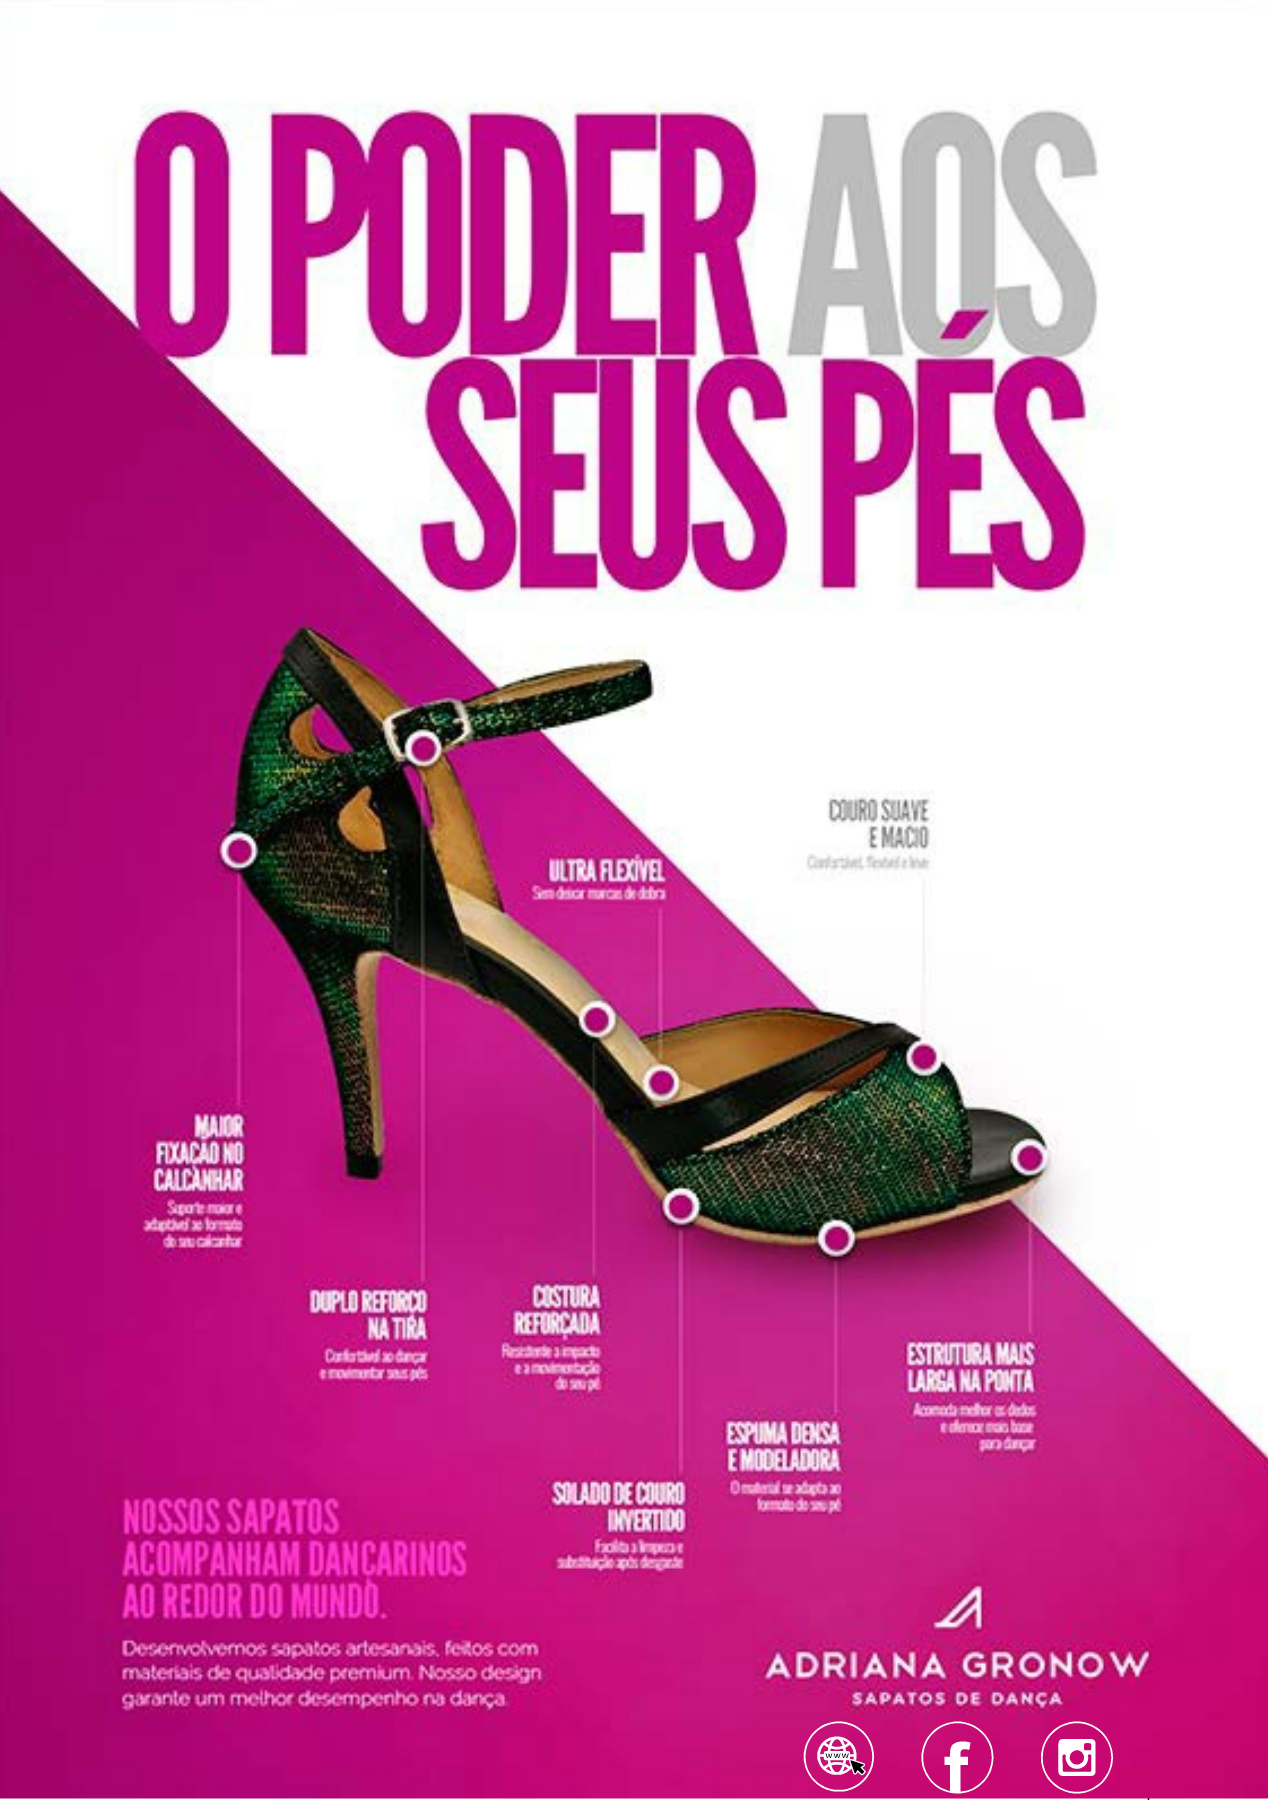 O PODER AOS
SEUS PÉS
COURO SUAVE
E MACIO
Confortável, flexível e leve
ULTRA FLEXÍVEL
Sem deixar marcas de dobra
MAIOR
FIXAÇÃO NO
CALCANHAR
Suporte maior e
adaptável ao formato
do seu calcanhar
DUPLO REFORÇO
NA TIRA
Confortável ao dançar
e movimentar seus pés
COSTURA
REFORÇADA
Resistente a impacto
e a movimentação
do seu pé
ESTRUTURA MAIS
LARGA NA PONTA
Acomoda melhor os dedos
e oferece mais base
para dançar
ESPUMA DENSA
E MODELADORA
O material se adapta ao
formato do seu pé
SOLADO DE COURO
INVERTIDO
Facilita a limpeza e
substituição após desgaste
NOSSOS SAPATOS
ACOMPANHAM DANÇARINOS
AO REDOR DO MUNDO.
Desenvolvemos sapatos artesanais, feitos com
materiais de qualidade premium. Nosso design
garante um melhor desempenho na dança.
ADRIANA GRONOW
SAPATOS DE DANÇA
www